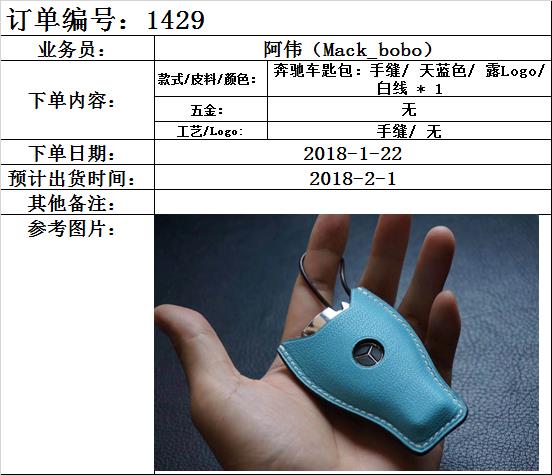 订单编号：1429
业务员： 阿伟（Mack_bobo）
下单内容：
款式/皮料/颜色： 奔驰车匙包：手缝/ 天蓝色/ 露Logo/
白线 * 1
五金： 无
工艺/Logo: 手缝/ 无
下单日期： 2018-1-22
预计出货时间： 2018-2-1
其他备注：
参考图片：